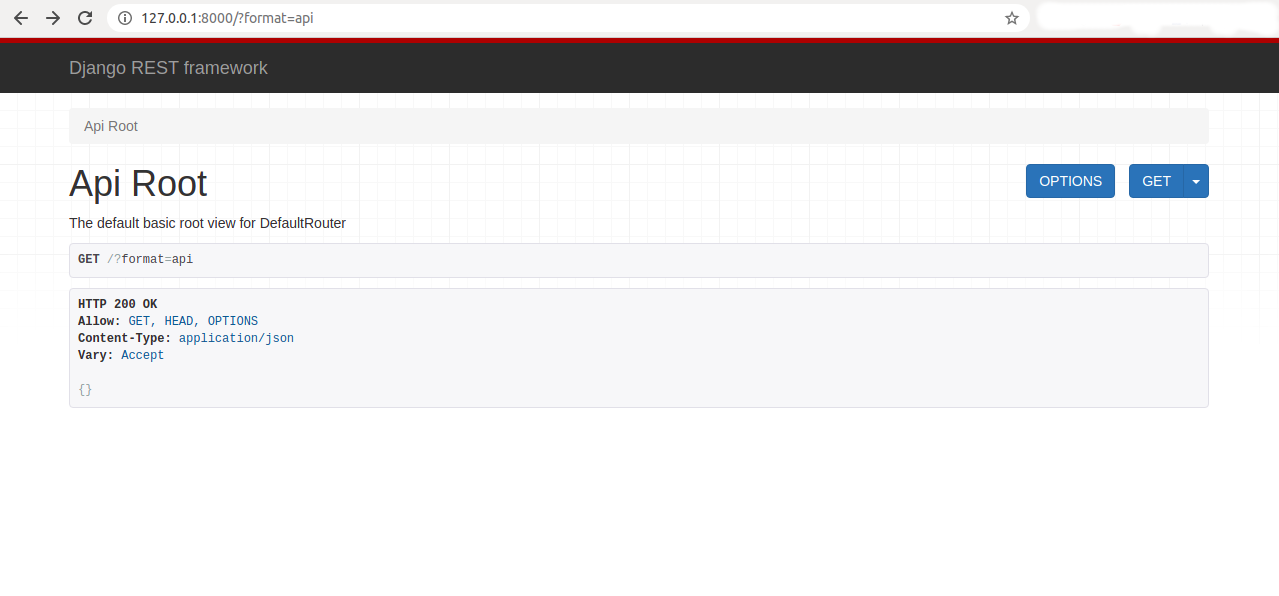 127.0.0.1:8000/?format=api
Django REST framework
Api Root
Api Root
OPTIONS
GET
The default basic root view for DefaultRouter
GET /?format=api
HTTP 200 OK
Allow: GET, HEAD, OPTIONS
Content-Type: application/json
Vary: Accept
{}